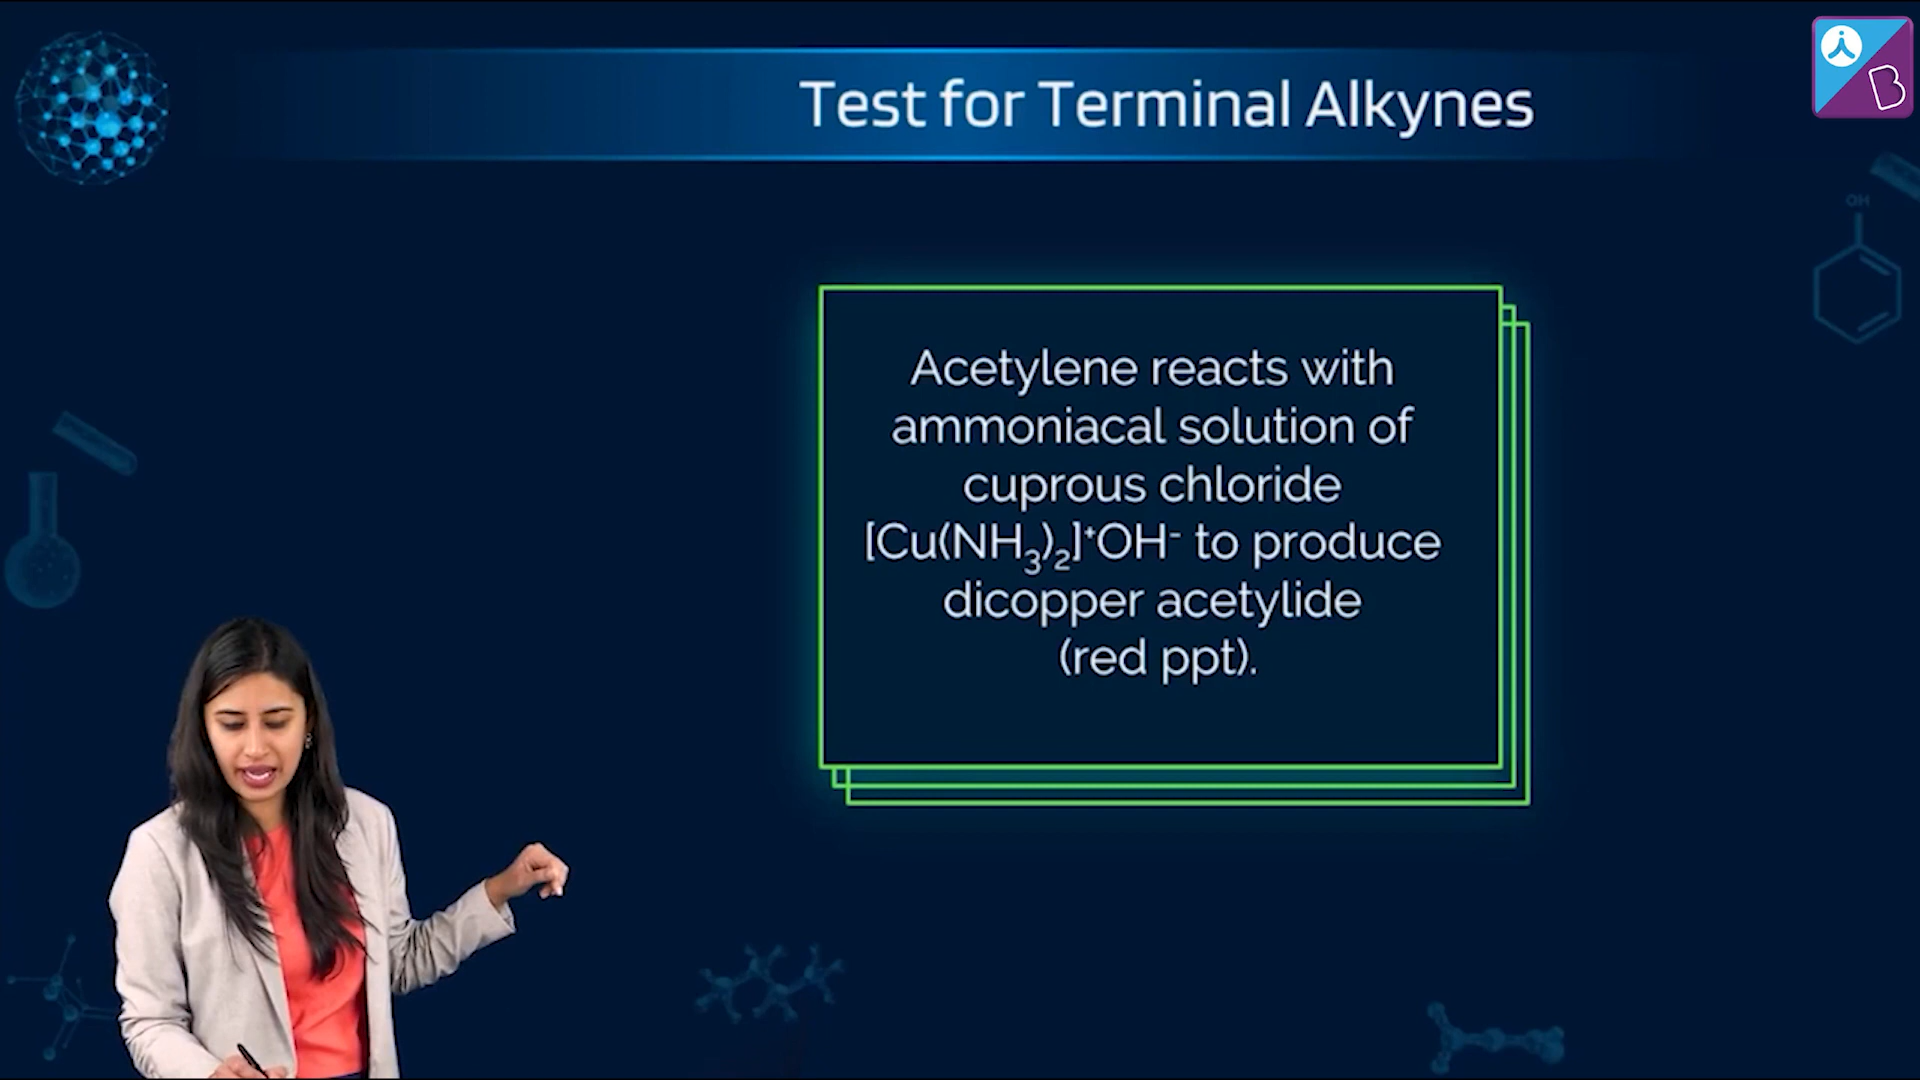 Test for Terminal Alkynes
B
OH
Acetylene reacts with
ammoniacal solution of
cuprous chloride
[Cu(NH₃)₂]⁺OH⁻ to produce
dicopper acetylide
(red ppt).